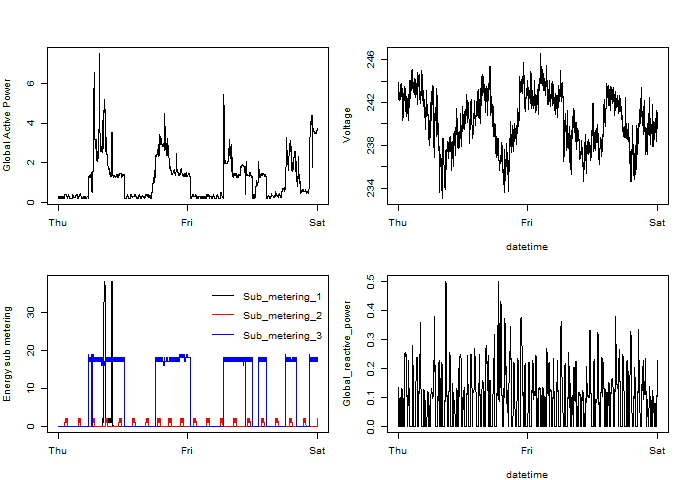 Global Active Power
0 2 4 6
Thu Fri Sat
Voltage
234 238 242 246
Thu Fri Sat
datetime
Energy sub metering
0 10 20 30
Sub_metering_1
Sub_metering_2
Sub_metering_3
Thu Fri Sat
Global_reactive_power
0.0 0.1 0.2 0.3 0.4 0.5
Thu Fri Sat
datetime